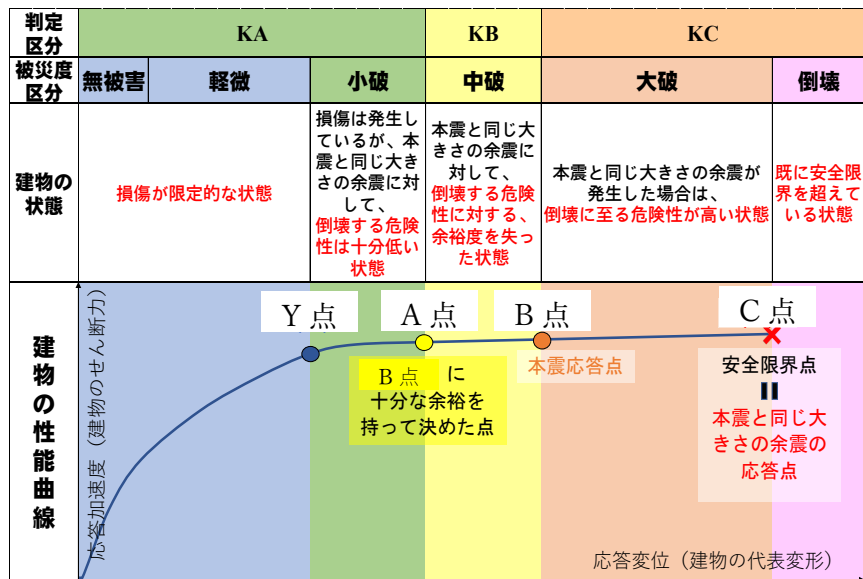 判定
区分
KA
KB
KC
被災度
区分
無被害
軽微
小破
中破
大破
倒壊
建物の
状態
損傷が限定的な状態
損傷は発生し
ているが、本
震と同じ大き
さの余震に対
して、
倒壊する危険
性は十分低い
状態
本震と同じ大
きさの余震に
対して、
倒壊する危険
性に対する、
余裕度を失っ
た状態
本震と同じ大きさの余震が
発生した場合は、
倒壊に至る危険性が高い状態
既に安全限
界を超えて
いる状態
建物の性能曲線
応答加速度（建物のせん断力）
Y 点
A 点
B 点
C 点
B 点 に
十分な余裕を
持って決めた点
本震応答点
安全限界点
=
本震と同じ大
きさの余震の
応答点
応答変位（建物の代表変形）